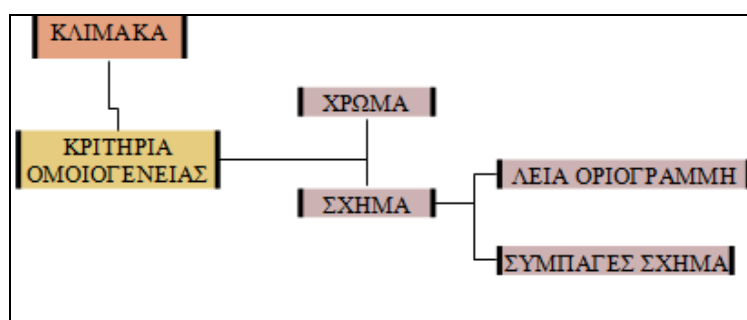 ΚΛΙΜΑΚΑ
ΧΡΩΜΑ
ΚΡΙΤΗΡΙΑ
ΟΜΟΙΟΓΕΝΕΙΑΣ
ΛΕΙΑ ΟΡΙΟΓΡΑΜΜΗ
ΣΧΗΜΑ
ΣΥΜΠΑΓΕΣ ΣΧΗΜΑ